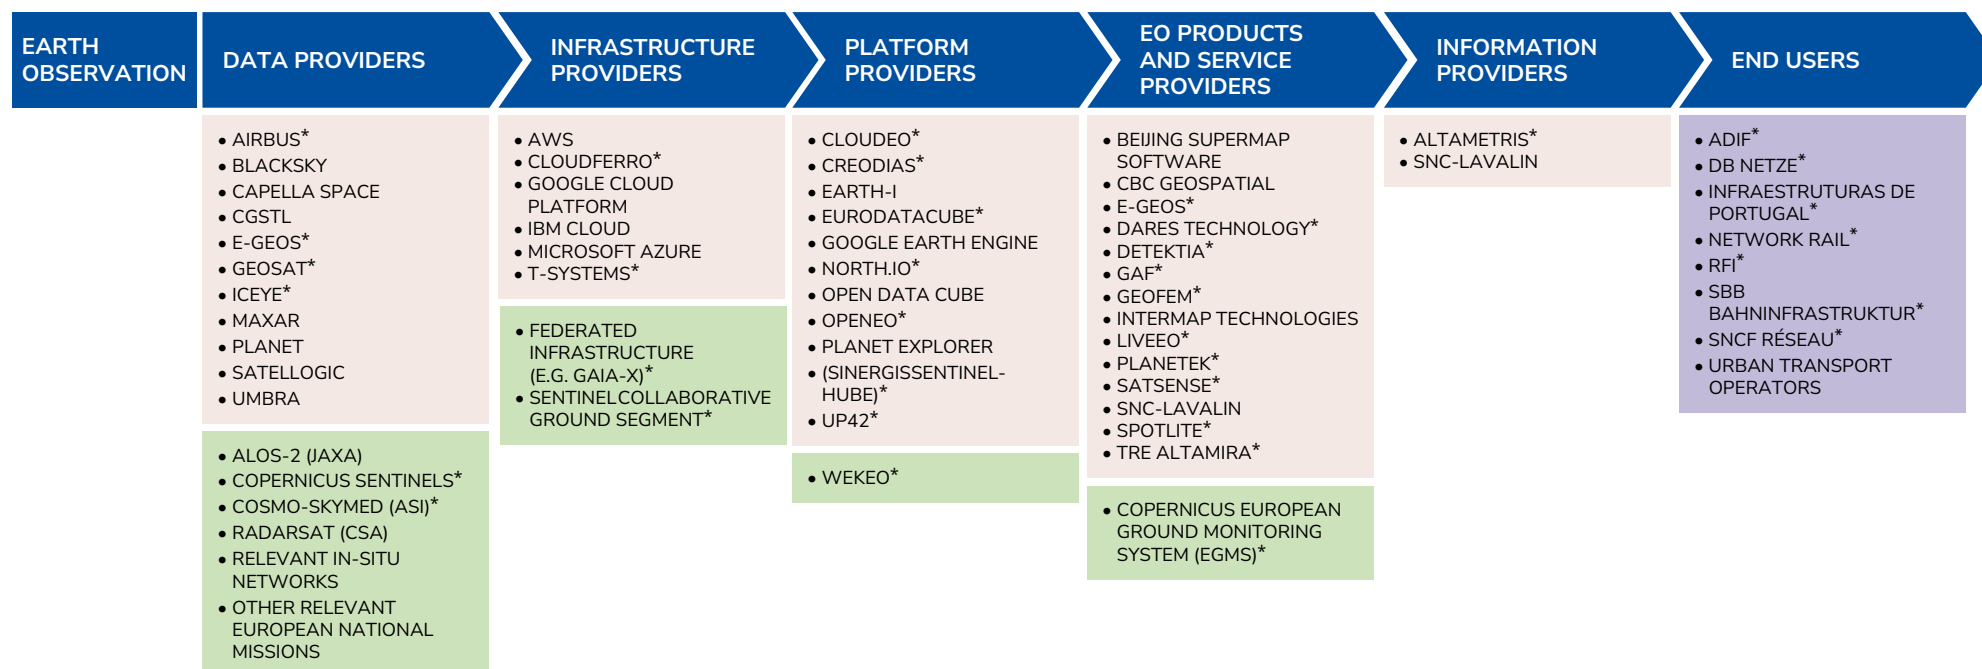 EARTH
OBSERVATION
DATA PROVIDERS
INFRASTRUCTURE
PROVIDERS
PLATFORM
PROVIDERS
EO PRODUCTS
AND SERVICE
PROVIDERS
INFORMATION
PROVIDERS
END USERS
• AIRBUS*
• BLACKSKY
• CAPELLA SPACE
• CGSTL
• E-GEOS*
• GEOSAT*
• ICEYE*
• MAXAR
• PLANET
• SATELLOGIC
• UMBRA
• ALOS-2 (JAXA)
• COPERNICUS SENTINELS*
• COSMO-SKYMED (ASI)*
• RADARSAT (CSA)
• RELEVANT IN-SITU
NETWORKS
• OTHER RELEVANT
EUROPEAN NATIONAL
MISSIONS
• AWS
• CLOUDFERRO*
• GOOGLE CLOUD
PLATFORM
• IBM CLOUD
• MICROSOFT AZURE
• T-SYSTEMS*
• FEDERATED
INFRASTRUCTURE
(E.G. GAIA-X)*
• SENTINELCOLLABORATIVE
GROUND SEGMENT*
• CLOUDEO*
• CREODIAS*
• EARTH-I
• EURODATACUBE*
• GOOGLE EARTH ENGINE
• NORTH.IO*
• OPEN DATA CUBE
• OPENEO*
• PLANET EXPLORER
• (SINERGISSENTINEL-
HUBE)*
• UP42*
• WEKEO*
• BEIJING SUPERMAP
SOFTWARE
• CBC GEOSPATIAL
• E-GEOS*
• DARES TECHNOLOGY*
• DETEKTIA*
• GAF*
• GEOFEM*
• INTERMAP TECHNOLOGIES
• LIVEEO*
• PLANETEK*
• SATSENSE*
• SNC-LAVALIN
• SPOTLITE*
• TRE ALTAMIRA*
• COPERNICUS EUROPEAN
GROUND MONITORING
SYSTEM (EGMS)*
• ALTAMETRIS*
• SNC-LAVALIN
• ADIF*
• DB NETZE*
• INFRAESTRUTURAS DE
PORTUGAL*
• NETWORK RAIL*
• RFI*
• SBB
BAHNINFRASTRUKTUR*
• SNCF RÉSEAU*
• URBAN TRANSPORT
OPERATORS